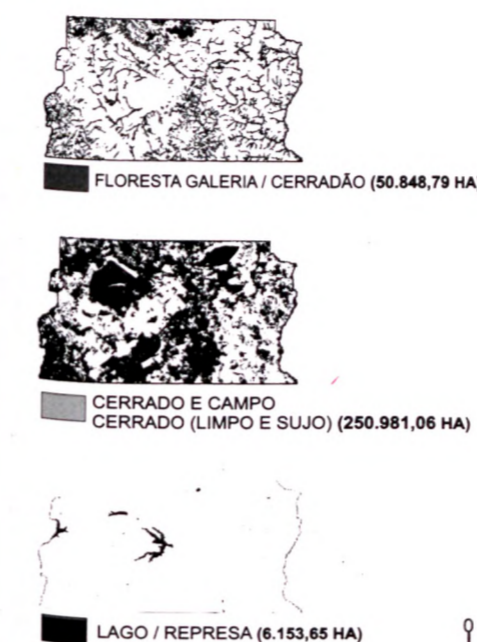 FLORESTA GALERIA / CERRADÃO (50.848,79 HA
CERRADO E CAMPO
CERRADO (LIMPO E SUJO) (250.981,06 HA)
LAGO / REPRESA (6.153,65 HA)